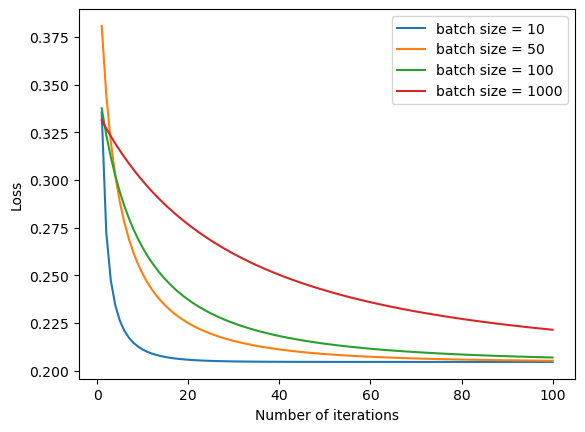 0.375
0.350
0.325
0.300
0.275
0.250
0.225
0.200
Loss
0
20
40
60
80
100
Number of iterations
batch size = 10
batch size = 50
batch size = 100
batch size = 1000